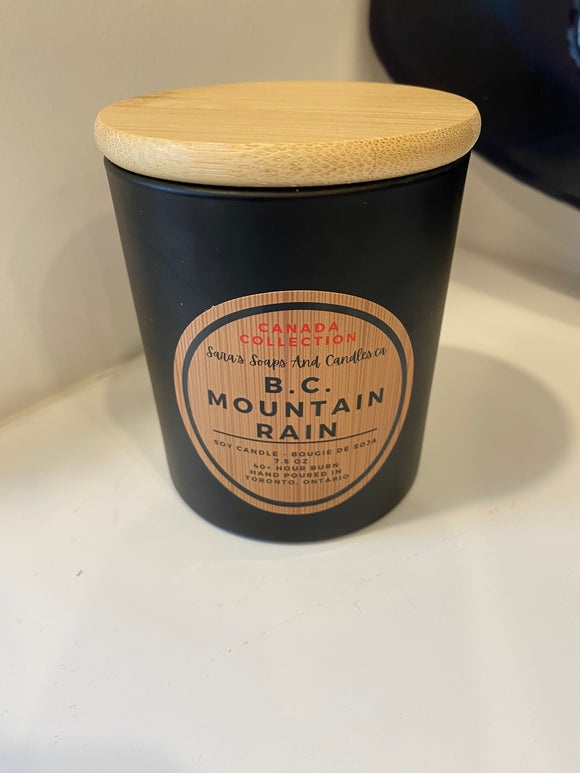 CANADA
COLLECTION
Sara's Soaps And Candles.ca
B.C.
MOUNTAIN
RAIN
SOY CANDLE - BOUGIE DE SOJA
7.5 OZ
40+ HOUR BURN
HAND POURED IN
TORONTO, ONTARIO